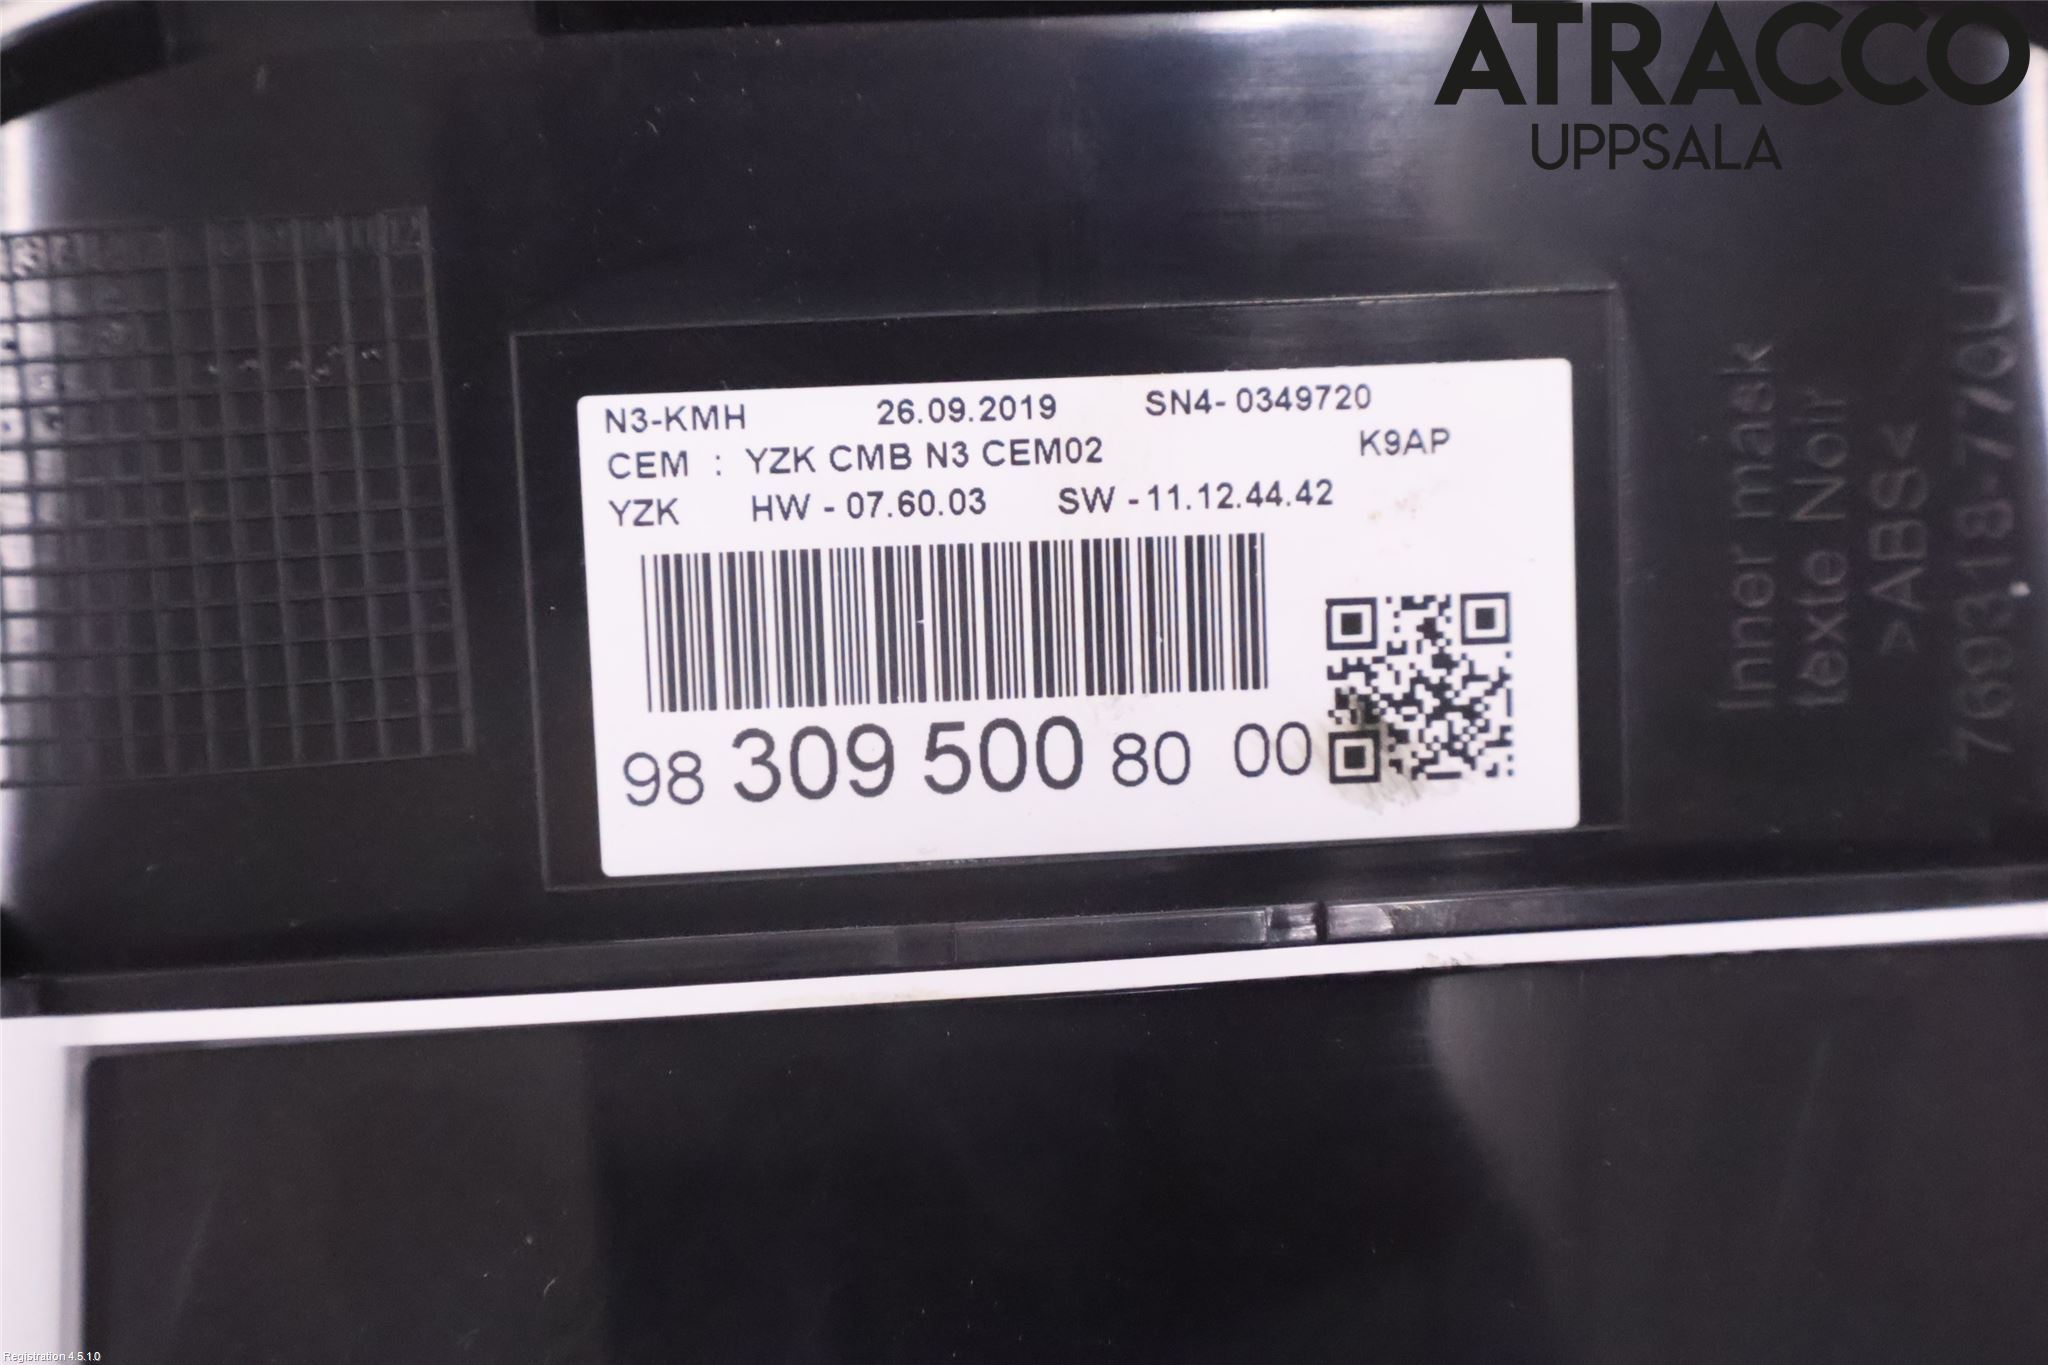 ATRACCO
UPPSALA
N3-KMH 26.09.2019 SN4- 0349720
CEM : YZK CMB N3 CEM02 K9AP
YZK HW - 07.60.03 SW - 11.12.44.42
98 309 500 80 00
Inner mask
texte Noir
>ABS<
769318-770U
Registration 4.5.1.0